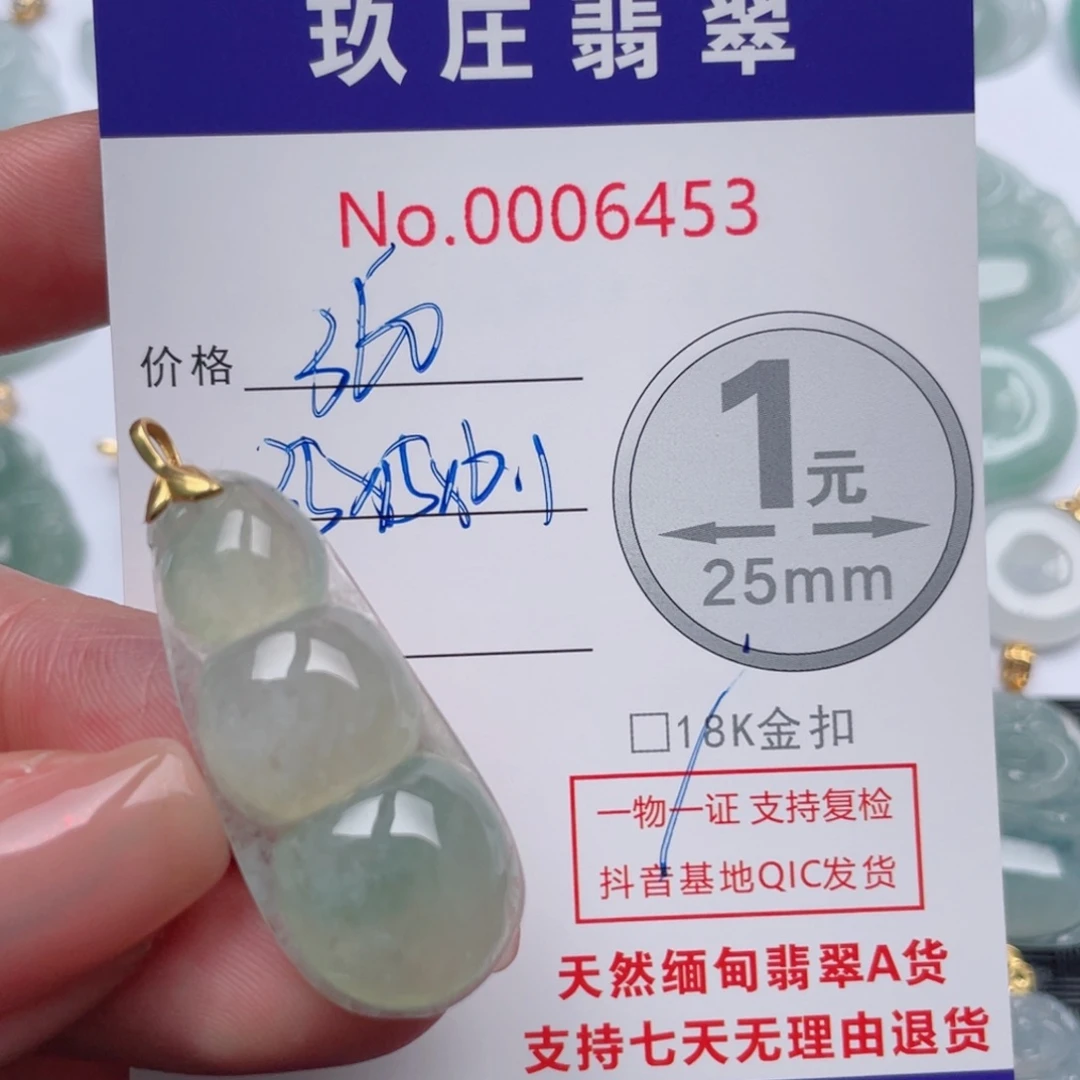 玖庄翡翠
No.0006453
价格
1元
25mm
□18K金扣
一物一证 支持复检
抖音基地QIC发货
天然缅甸翡翠A货
支持七天无理由退货